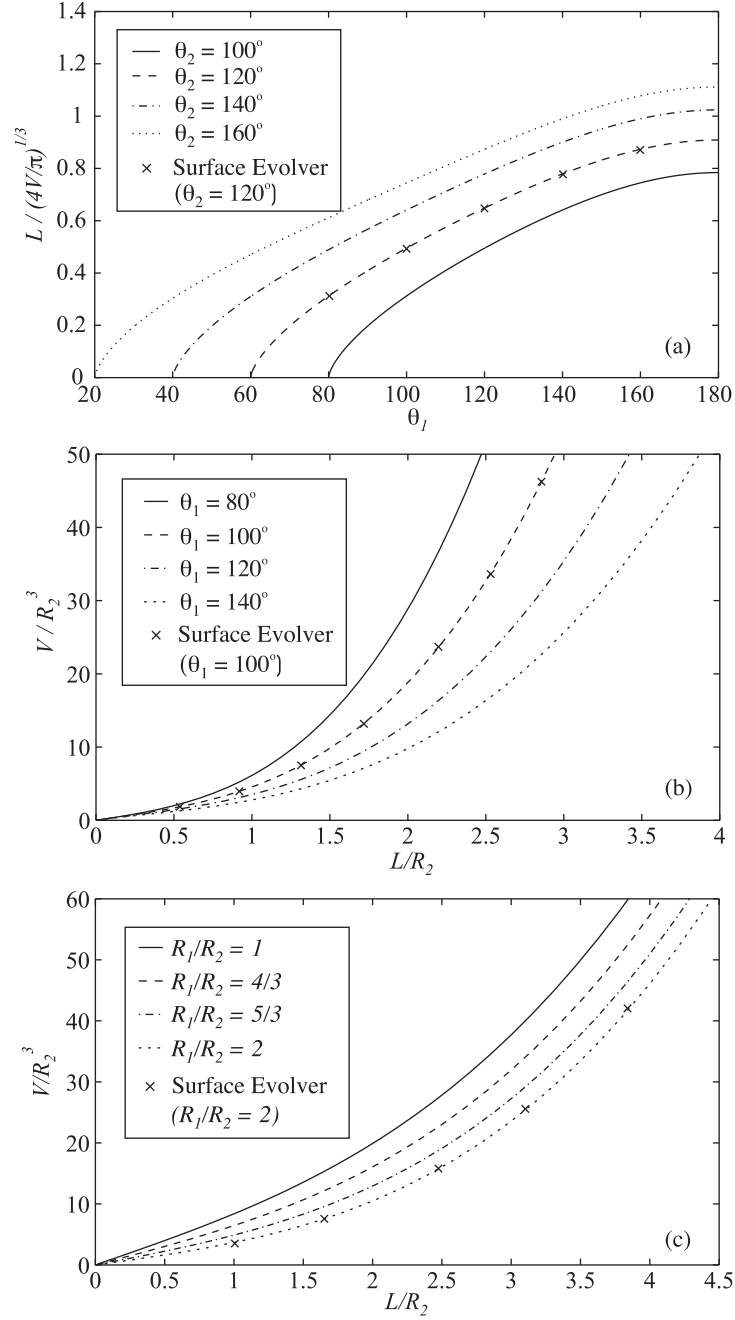 1.4
1.2
1
0.8
0.6
0.4
0.2
0
L / (4V/π)^1/3
θ2 = 100°
θ2 = 120°
θ2 = 140°
θ2 = 160°
Surface Evolver
(θ2 = 120°)
(a)
20 40 60 80 100 120 140 160 180
θ1
50
40
30
20
10
0
V / R2^3
θ1 = 80°
θ1 = 100°
θ1 = 120°
θ1 = 140°
Surface Evolver
(θ1 = 100°)
(b)
0 0.5 1 1.5 2 2.5 3 3.5 4
L/R2
60
50
40
30
20
10
0
V/R2^3
R1/R2 = 1
R1/R2 = 4/3
R1/R2 = 5/3
R1/R2 = 2
Surface Evolver
(R1/R2 = 2)
(c)
0 0.5 1 1.5 2 2.5 3 3.5 4 4.5
L/R2